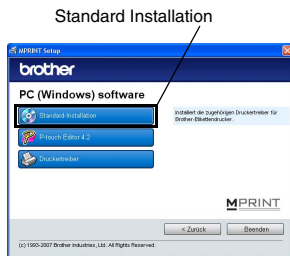 Standard Installation
MPRINT Setup
brother
PC (Windows) software
Standard-Installation
Installiert die zugehörigen Druckertreiber für
Brother-Etikettendrucker.
P-touch Editor 4.2
Druckertreiber
MPRINT
< Zurück
Beenden
(c) 1993-2007 Brother Industries, Ltd. All Rights Reserved.